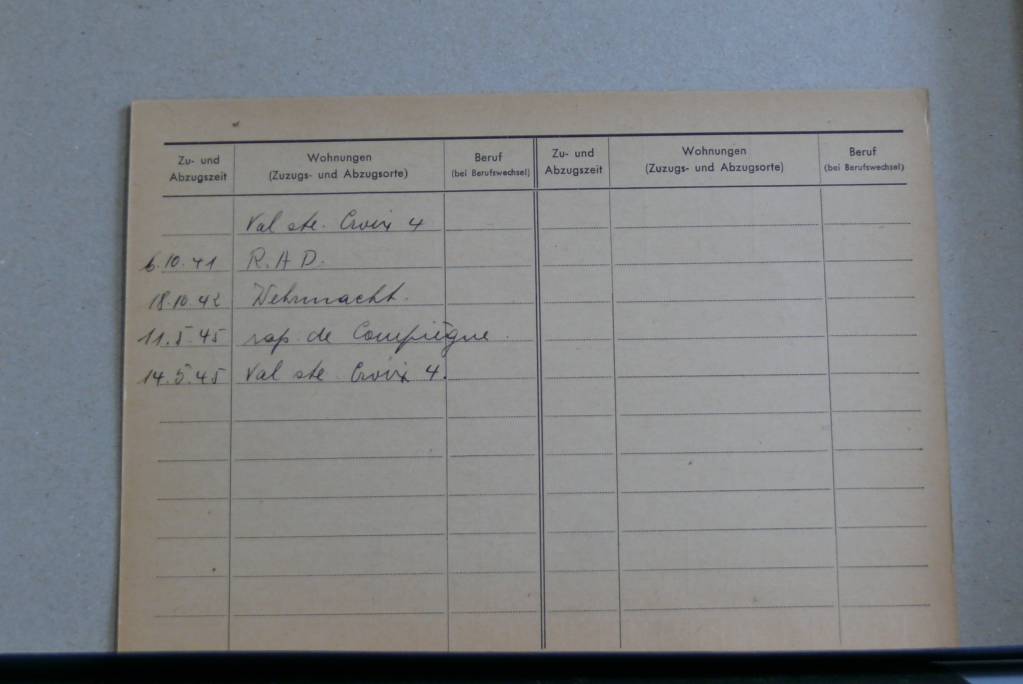 Zu- und Abzugszeit
Wohnungen
(Zuzugs- und Abzugsorte)
Beruf
(bei Berufswechsel)
Zu- und Abzugszeit
Wohnungen
(Zuzugs- und Abzugsorte)
Beruf
(bei Berufswechsel)
Val ste. Croix 4
6.10.41 R.A.D.
18.10.42 Wehrmacht.
11.5.45 rap. de Compiègne.
14.5.45 Val ste. Croix 4.